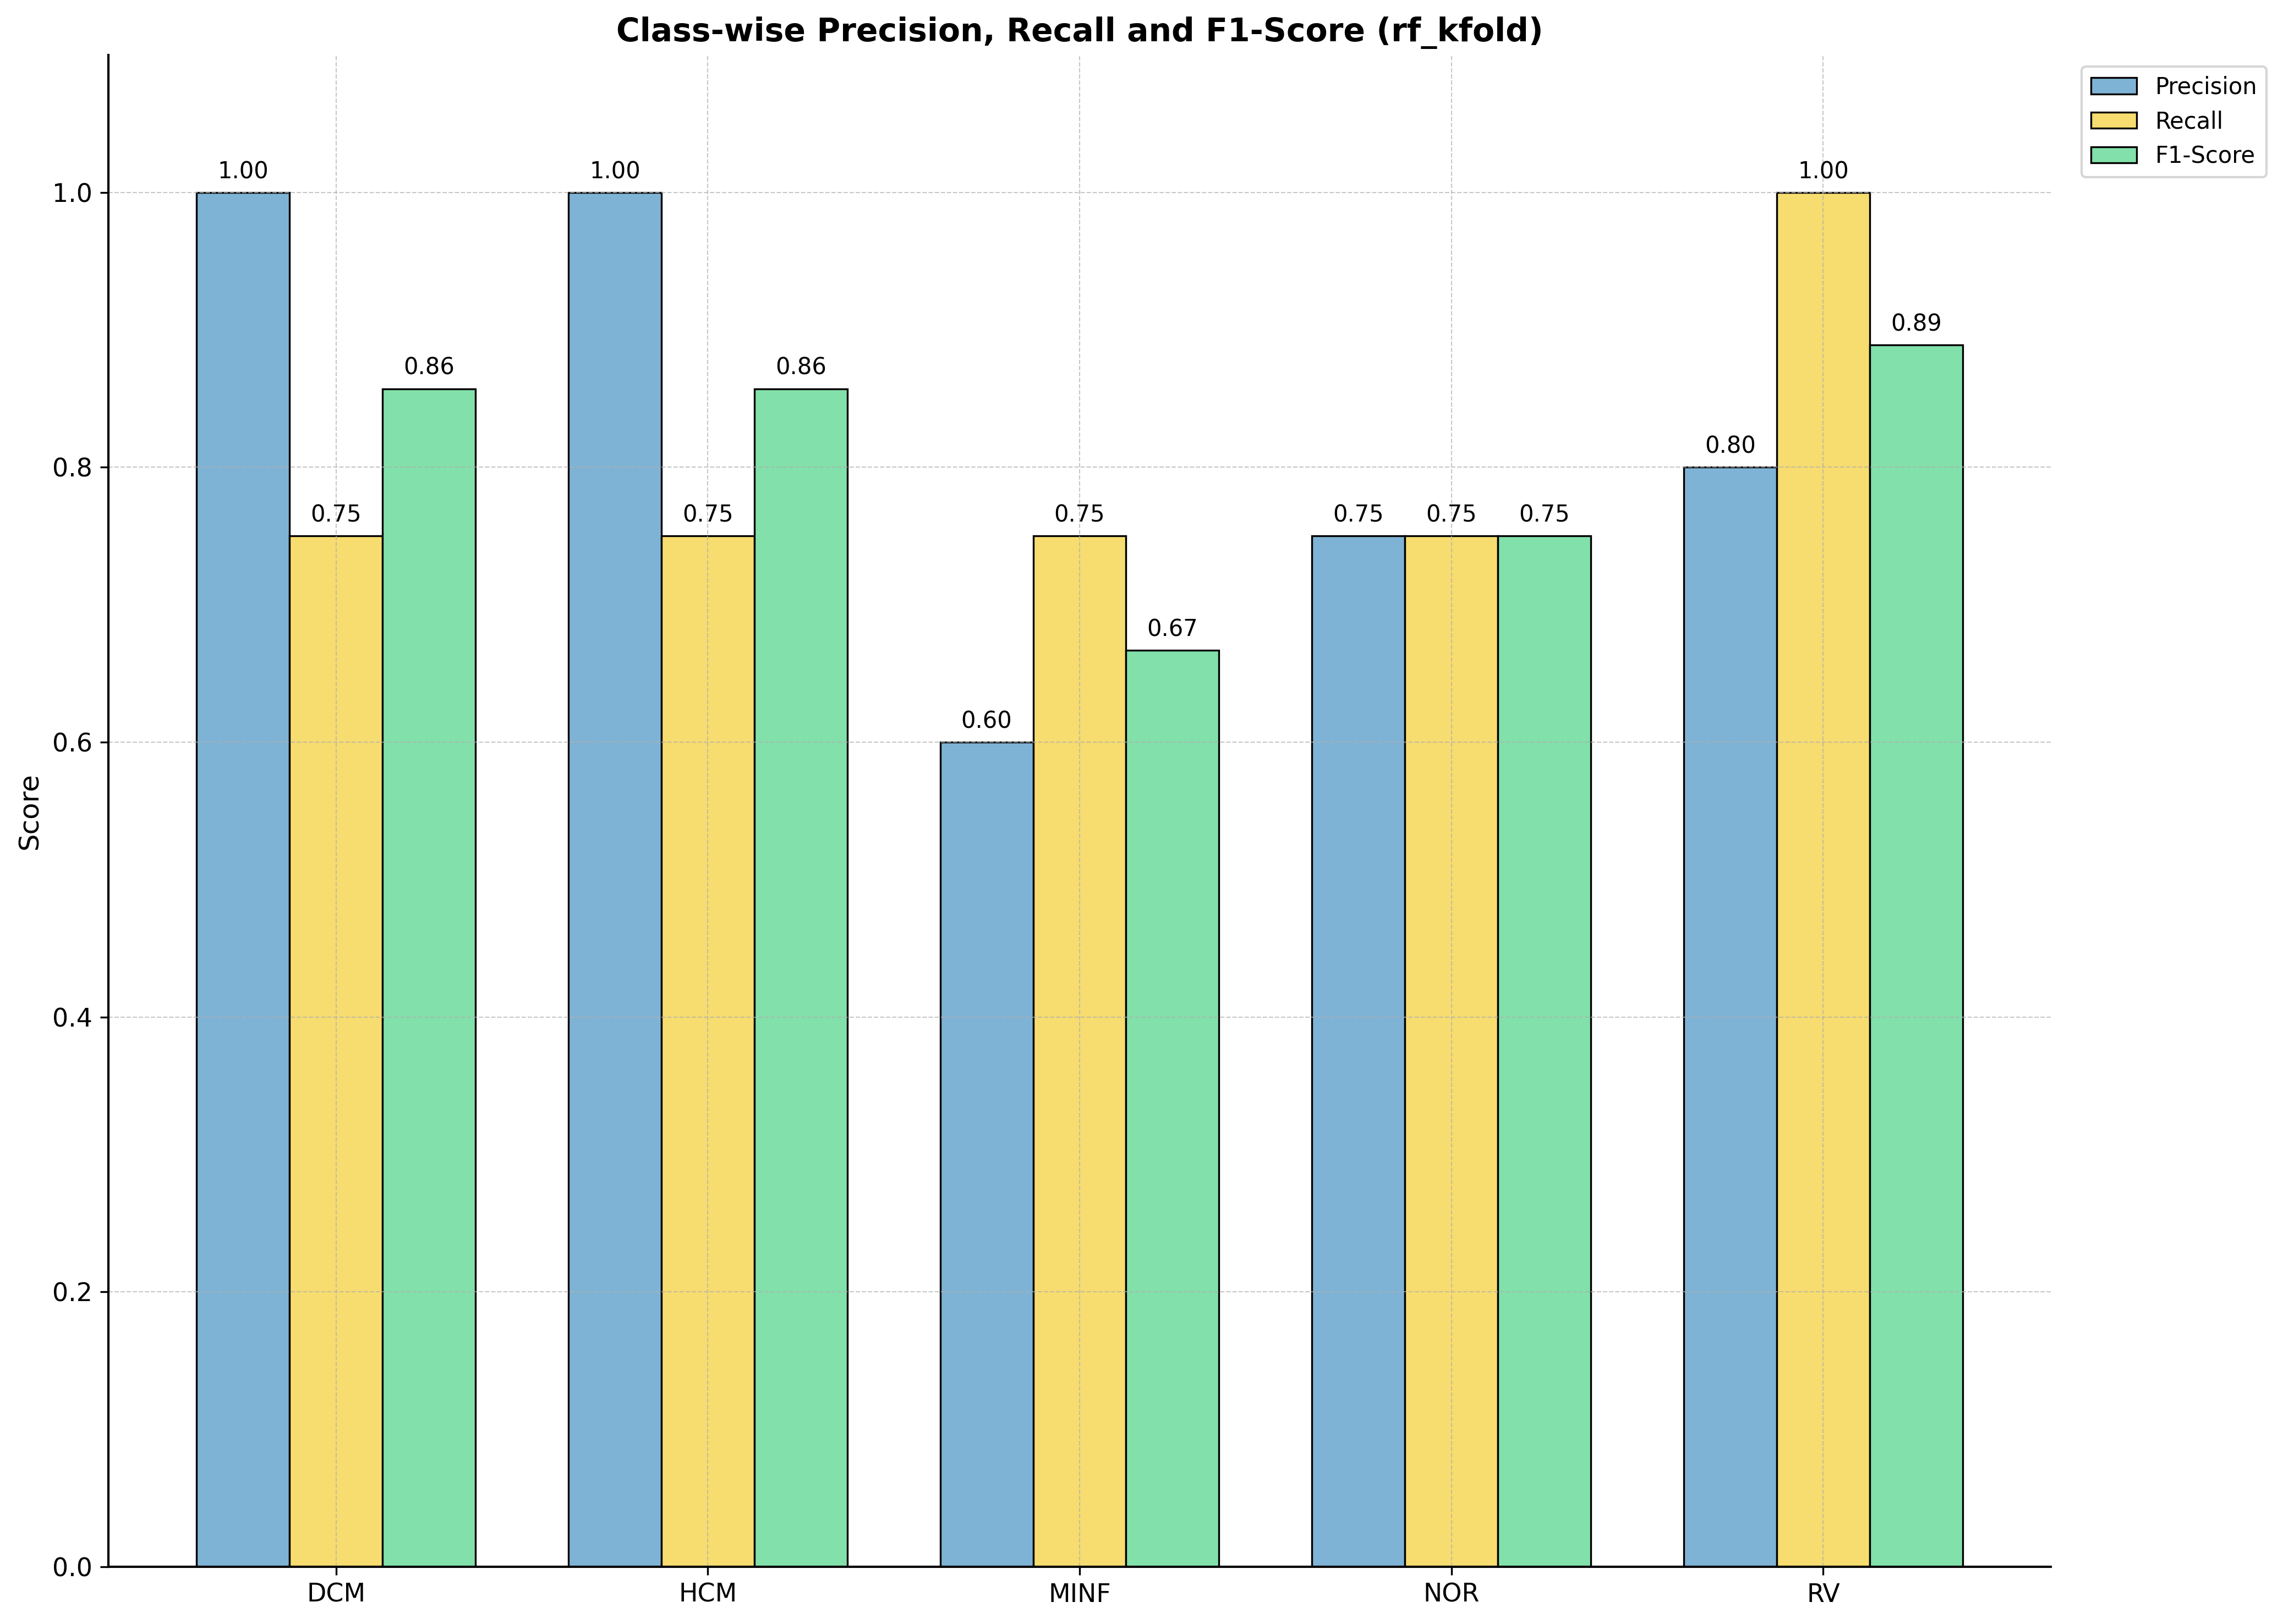 Class-wise Precision, Recall and F1-Score (rf_kfold)
Precision
Recall
F1-Score
Score
1.0
0.8
0.6
0.4
0.2
0.0
1.00
0.75
0.86
1.00
0.75
0.86
0.60
0.75
0.67
0.75
0.75
0.75
0.80
1.00
0.89
DCM
HCM
MINF
NOR
RV